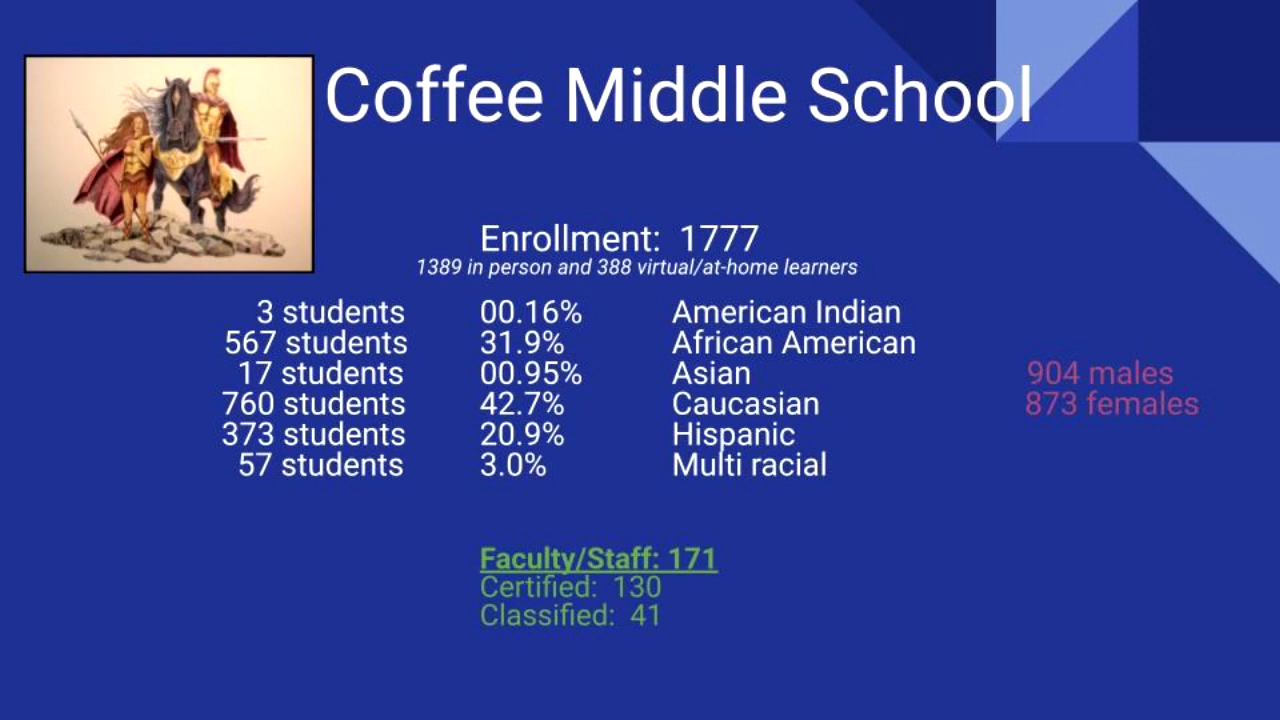 Coffee Middle School
Enrollment: 1777
1389 in person and 388 virtual/at-home learners
3 students 00.16% American Indian
567 students 31.9% African American
17 students 00.95% Asian 904 males
760 students 42.7% Caucasian 873 females
373 students 20.9% Hispanic
57 students 3.0% Multi racial
Faculty/Staff: 171
Certified: 130
Classified: 41